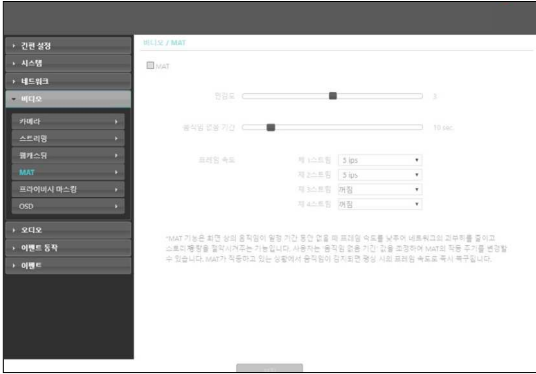 비디오 / MAT
간편 설정
시스템
네트워크
비디오
카메라
스트리밍
웹캐스팅
MAT
프라이버시 마스킹
OSD
오디오
이벤트 동작
이벤트
MAT
민감도
움직임 없음 기간
10 sec
프레임 속도
제 1스트림 5 ips
제 2스트림 5 ips
제 3스트림 꺼짐
제 4스트림 꺼짐
*MAT 기능은 화면 상의 움직임이 일정 기간 동안 없을 때 프레임 속도를 낮추어 네트워크의 과부하를 줄이고
스토리지 용량을 절약시켜주는 기능입니다. 사용자는 '움직임 없음 기간' 값을 조정하여 MAT의 작동 주기를 변경할
수 있습니다. MAT가 작동하고 있는 상황에서 움직임이 감지되면 평상 시의 프레임 속도로 즉시 복구됩니다.